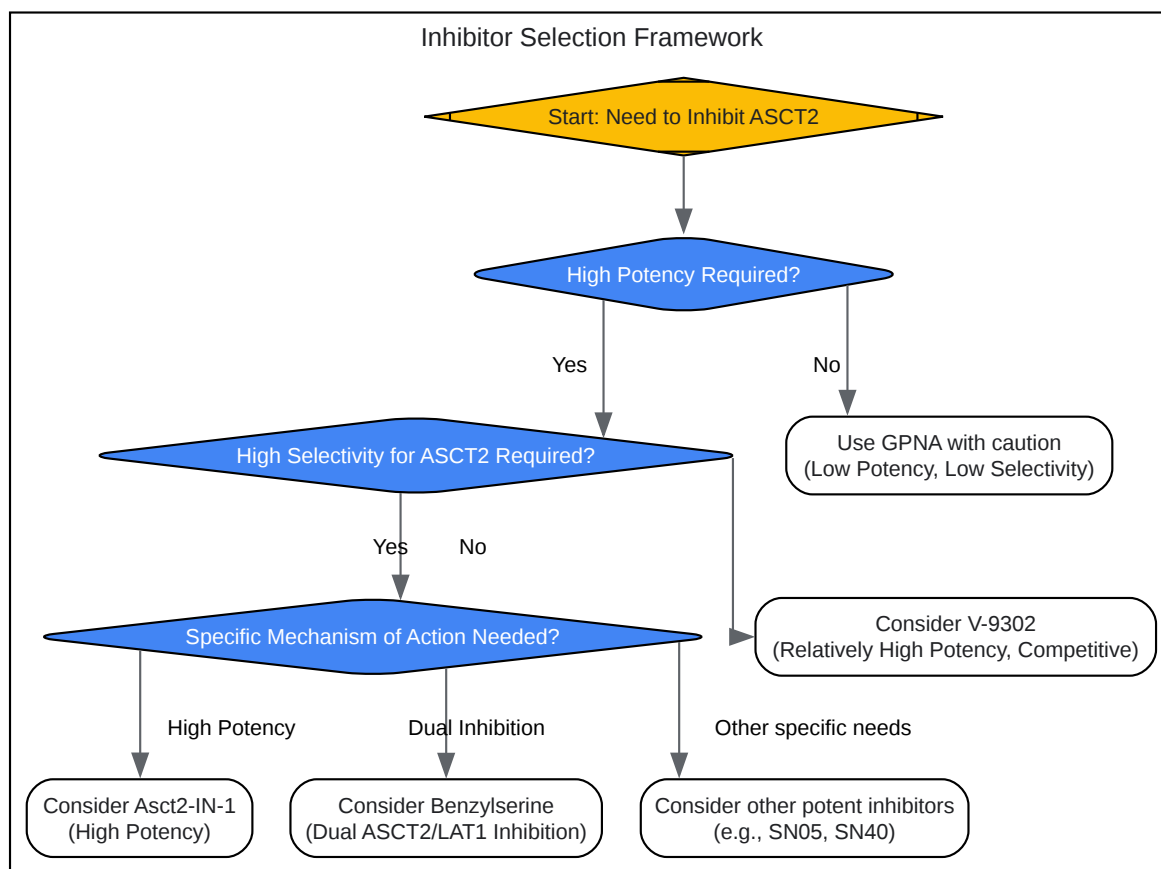 Inhibitor Selection Framework
Start: Need to Inhibit ASCT2
High Potency Required?
Yes
No
Use GPNA with caution
(Low Potency, Low Selectivity)
High Selectivity for ASCT2 Required?
Yes
No
Consider V-9302
(Relatively High Potency, Competitive)
Specific Mechanism of Action Needed?
High Potency
Dual Inhibition
Other specific needs
Consider Asct2-IN-1
(High Potency)
Consider Benzylserine
(Dual ASCT2/LAT1 Inhibition)
Consider other potent inhibitors
(e.g., SN05, SN40)